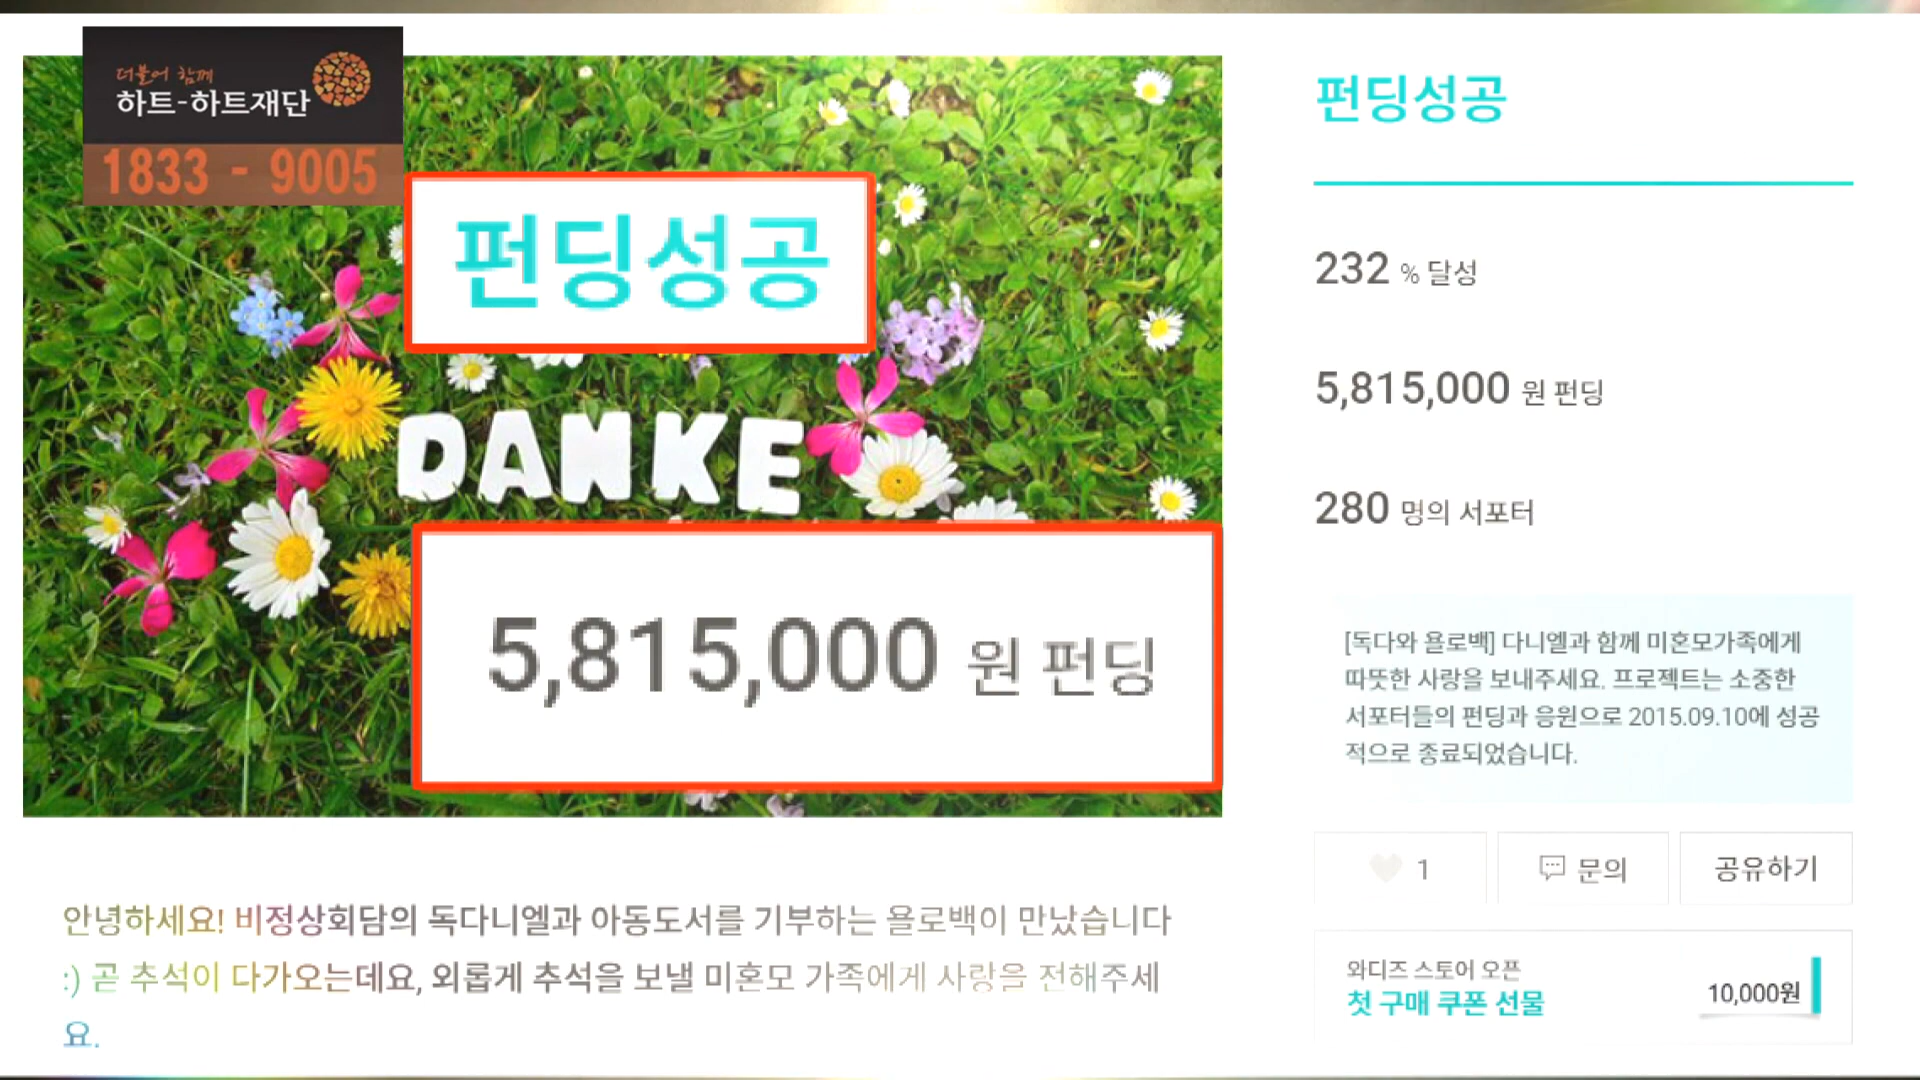 더불어 함께
하트-하트재단
1833 - 9005
펀딩성공
DANKE
5,815,000 원 펀딩
안녕하세요! 비정상회담의 독다니엘과 아동도서를 기부하는 욜로백이 만났습니다
:) 곧 추석이 다가오는데요, 외롭게 추석을 보낼 미혼모 가족에게 사랑을 전해주세
요.
펀딩성공
232 % 달성
5,815,000 원 펀딩
280 명의 서포터
[독다와 욜로백] 다니엘과 함께 미혼모가족에게
따뜻한 사랑을 보내주세요. 프로젝트는 소중한
서포터들의 펀딩과 응원으로 2015.09.10에 성공
적으로 종료되었습니다.
1
문의
공유하기
와디즈 스토어 오픈
첫 구매 쿠폰 선물
10,000원